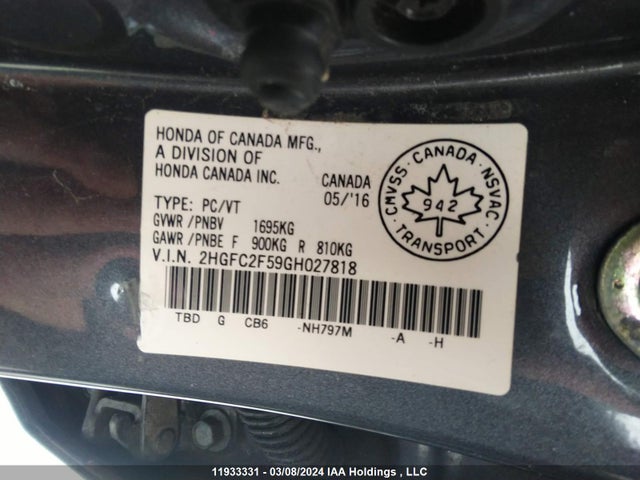 HONDA OF CANADA MFG.,
A DIVISION OF
HONDA CANADA INC.
CANADA
05/'16
TYPE: PC/VT
GVWR /PNBV 1695KG
GAWR /PNBE F 900KG R 810KG
V.I.N. 2HGFC2F59GH027818
TBD G CB6 -NH797M -A -H
CMVSS · CANADA · NSVAC
942
TRANSPORT
11933331 - 03/08/2024 IAA Holdings , LLC